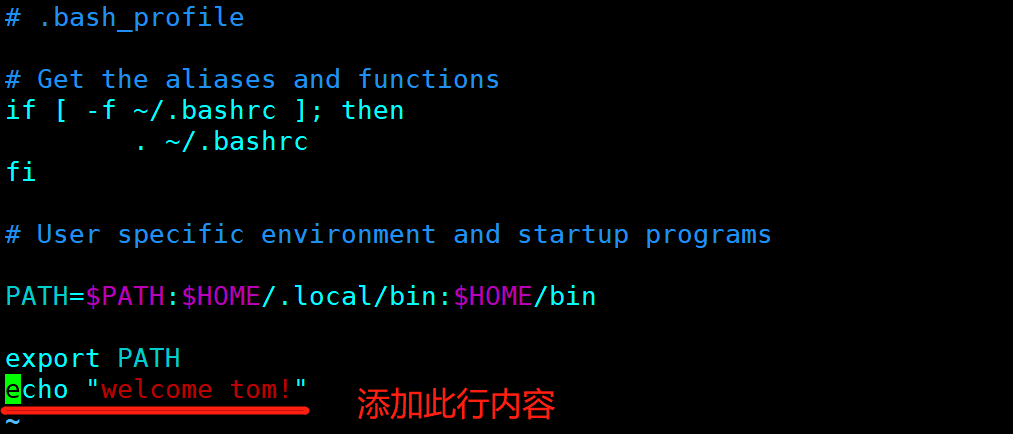 # .bash_profile
# Get the aliases and functions
if [ -f ~/.bashrc ]; then
        . ~/.bashrc
fi
# User specific environment and startup programs
PATH=$PATH:$HOME/.local/bin:$HOME/bin
export PATH
echo "welcome tom!"
添加此行内容
~